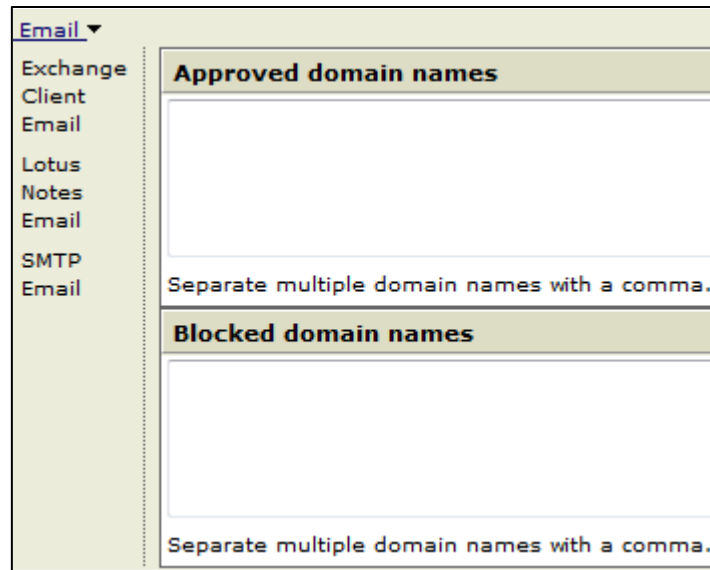 Email
Exchange
Client
Email
Lotus
Notes
Email
SMTP
Email
Approved domain names
Separate multiple domain names with a comma.
Blocked domain names
Separate multiple domain names with a comma.